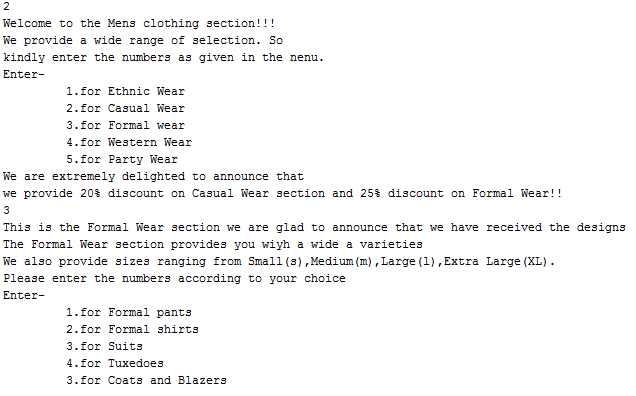 2
Welcome to the Mens clothing section!!!
We provide a wide range of selection. So
kindly enter the numbers as given in the nenu.
Enter-
1.for Ethnic Wear
2.for Casual Wear
3.for Formal wear
4.for Western Wear
5.for Party Wear
We are extremely delighted to announce that
we provide 20% discount on Casual Wear section and 25% discount on Formal Wear!!
3
This is the Formal Wear section we are glad to announce that we have received the designs
The Formal Wear section provides you wiyh a wide a varieties
We also provide sizes ranging from Small(s),Medium(m),Large(l),Extra Large(XL).
Please enter the numbers according to your choice
Enter-
1.for Formal pants
2.for Formal shirts
3.for Suits
4.for Tuxedoes
3.for Coats and Blazers